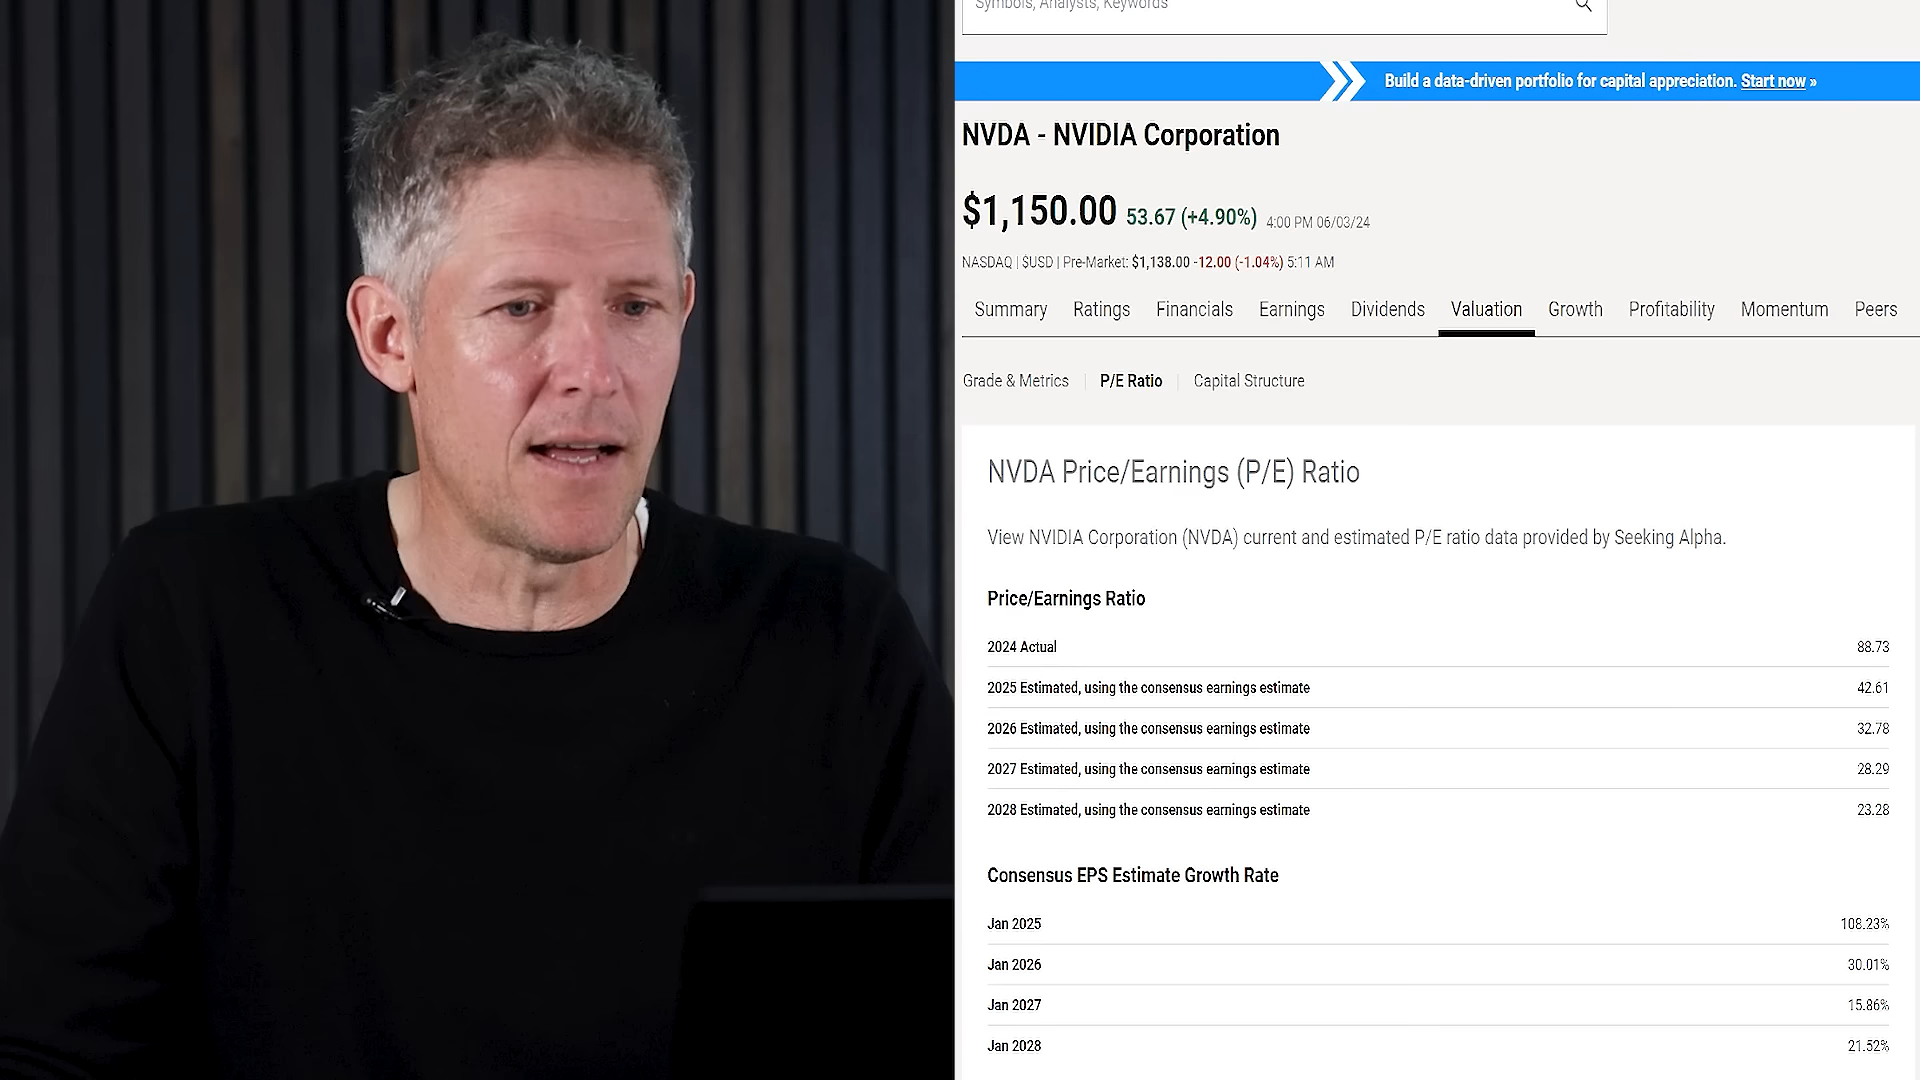 Symbols, Analysts, Keywords
Build a data-driven portfolio for capital appreciation. Start now »
NVDA - NVIDIA Corporation
$1,150.00 53.67 (+4.90%) 4:00 PM 06/03/24
NASDAQ | $USD | Pre-Market: $1,138.00 -12.00 (-1.04%) 5:11 AM
Summary Ratings Financials Earnings Dividends Valuation Growth Profitability Momentum Peers
Grade & Metrics P/E Ratio Capital Structure
NVDA Price/Earnings (P/E) Ratio
View NVIDIA Corporation (NVDA) current and estimated P/E ratio data provided by Seeking Alpha.
Price/Earnings Ratio
2024 Actual 88.73
2025 Estimated, using the consensus earnings estimate 42.61
2026 Estimated, using the consensus earnings estimate 32.78
2027 Estimated, using the consensus earnings estimate 28.29
2028 Estimated, using the consensus earnings estimate 23.28
Consensus EPS Estimate Growth Rate
Jan 2025 108.23%
Jan 2026 30.01%
Jan 2027 15.86%
Jan 2028 21.52%